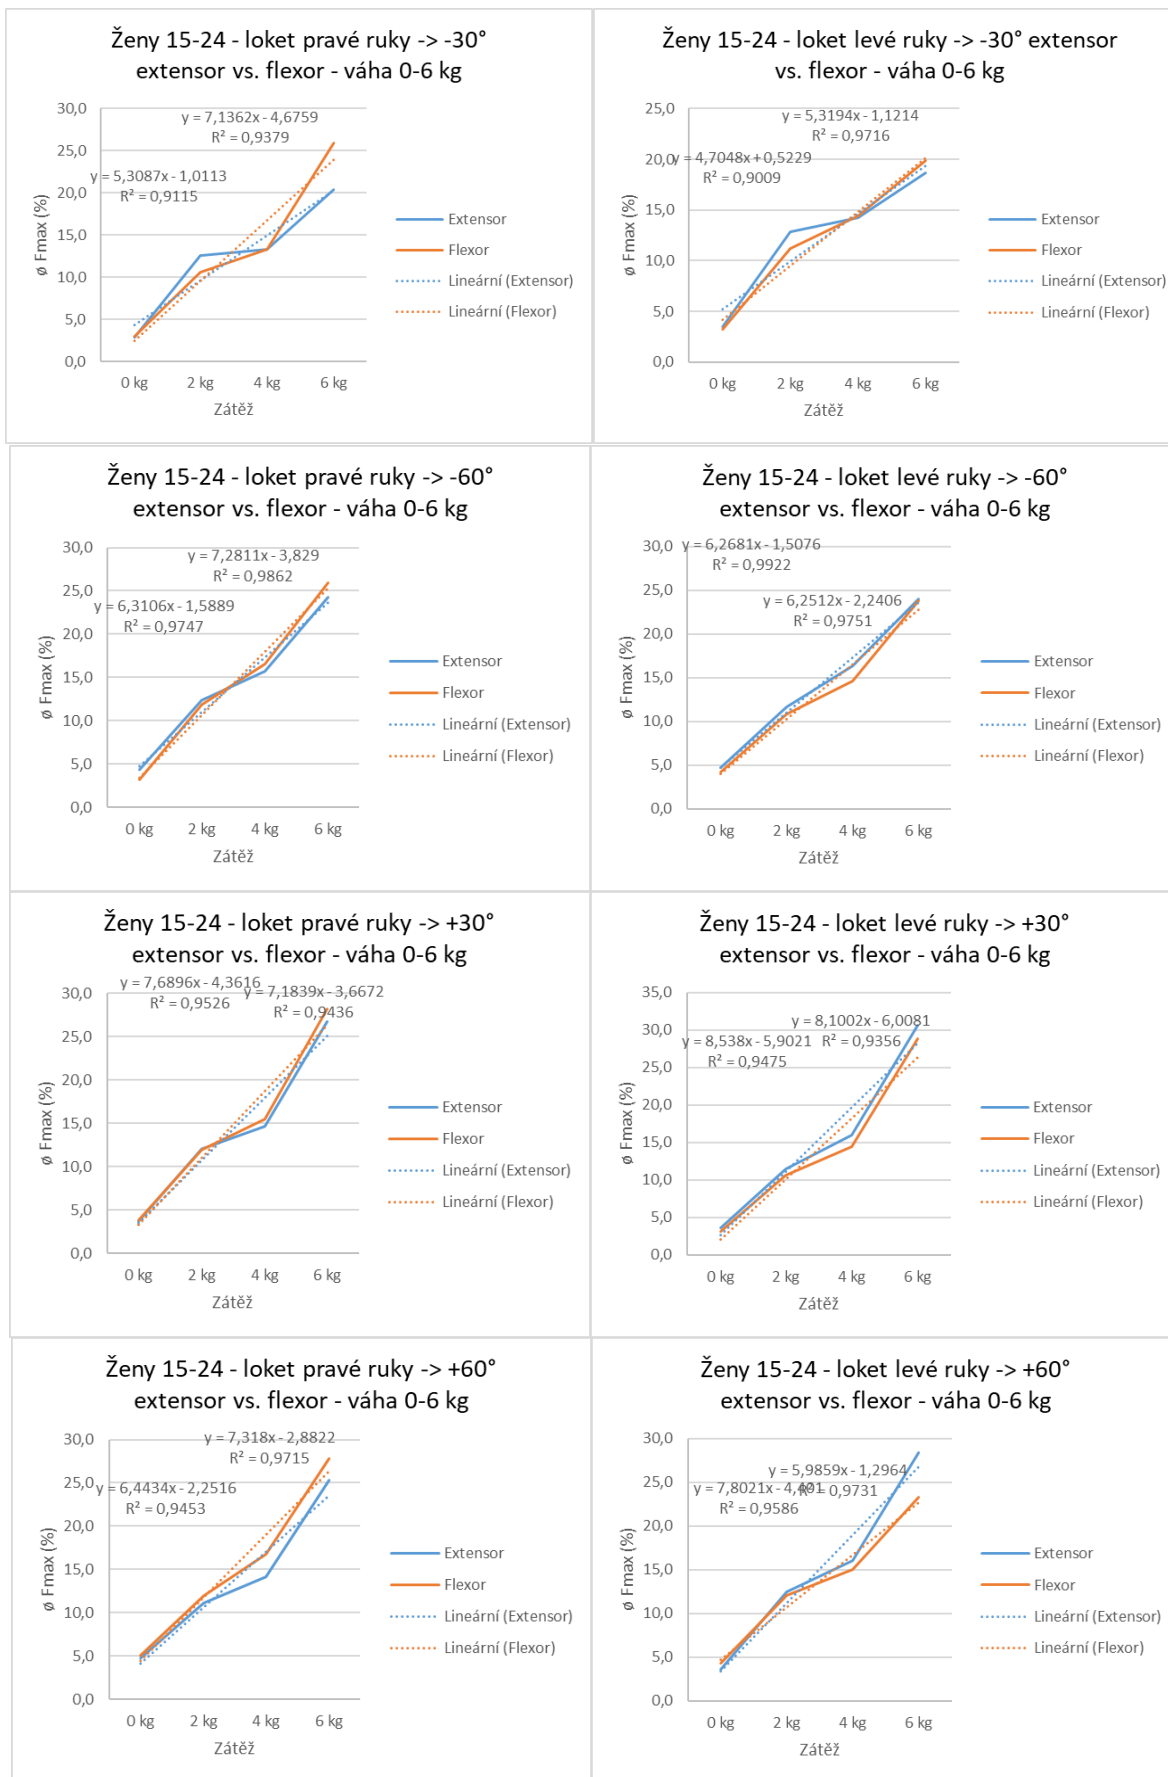 Ženy 15-24 - loket pravé ruky -> -30°
extensor vs. flexor - váha 0-6 kg
y = 7,1362x - 4,6759
R² = 0,9379
y = 5,3087x - 1,0113
R² = 0,9115
30,0
25,0
20,0
15,0
10,0
5,0
0,0
ø Fmax (%)
0 kg 2 kg 4 kg 6 kg
Zátěž
Extensor
Flexor
Lineární (Extensor)
Lineární (Flexor)
Ženy 15-24 - loket levé ruky -> -30° extensor
vs. flexor - váha 0-6 kg
y = 5,3194x - 1,1214
R² = 0,9716
y = 4,7048x + 0,5229
R² = 0,9009
25,0
20,0
15,0
10,0
5,0
0,0
ø Fmax (%)
0 kg 2 kg 4 kg 6 kg
Zátěž
Extensor
Flexor
Lineární (Extensor)
Lineární (Flexor)
Ženy 15-24 - loket pravé ruky -> -60°
extensor vs. flexor - váha 0-6 kg
y = 7,2811x - 3,829
R² = 0,9862
y = 6,3106x - 1,5889
R² = 0,9747
30,0
25,0
20,0
15,0
10,0
5,0
0,0
ø Fmax (%)
0 kg 2 kg 4 kg 6 kg
Zátěž
Extensor
Flexor
Lineární (Extensor)
Lineární (Flexor)
Ženy 15-24 - loket levé ruky -> -60°
extensor vs. flexor - váha 0-6 kg
y = 6,2681x - 1,5076
R² = 0,9922
y = 6,2512x - 2,2406
R² = 0,9751
30,0
25,0
20,0
15,0
10,0
5,0
0,0
ø Fmax (%)
0 kg 2 kg 4 kg 6 kg
Zátěž
Extensor
Flexor
Lineární (Extensor)
Lineární (Flexor)
Ženy 15-24 - loket pravé ruky -> +30°
extensor vs. flexor - váha 0-6 kg
y = 7,6896x - 4,3616
R² = 0,9526
y = 7,1839x - 3,6672
R² = 0,9436
30,0
25,0
20,0
15,0
10,0
5,0
0,0
ø Fmax (%)
0 kg 2 kg 4 kg 6 kg
Zátěž
Extensor
Flexor
Lineární (Extensor)
Lineární (Flexor)
Ženy 15-24 - loket levé ruky -> +30°
extensor vs. flexor - váha 0-6 kg
y = 8,1002x - 6,0081
R² = 0,9356
y = 8,538x - 5,9021
R² = 0,9475
35,0
30,0
25,0
20,0
15,0
10,0
5,0
0,0
ø Fmax (%)
0 kg 2 kg 4 kg 6 kg
Zátěž
Extensor
Flexor
Lineární (Extensor)
Lineární (Flexor)
Ženy 15-24 - loket pravé ruky -> +60°
extensor vs. flexor - váha 0-6 kg
y = 7,318x - 2,8822
R² = 0,9715
y = 6,4434x - 2,2516
R² = 0,9453
30,0
25,0
20,0
15,0
10,0
5,0
0,0
ø Fmax (%)
0 kg 2 kg 4 kg 6 kg
Zátěž
Extensor
Flexor
Lineární (Extensor)
Lineární (Flexor)
Ženy 15-24 - loket levé ruky -> +60°
extensor vs. flexor - váha 0-6 kg
y = 5,9859x - 1,2964
R² = 0,9731
y = 7,8021x -
R² = 0,9586
30,0
25,0
20,0
15,0
10,0
5,0
0,0
ø Fmax (%)
0 kg 2 kg 4 kg 6 kg
Zátěž
Extensor
Flexor
Lineární (Extensor)
Lineární (Flexor)